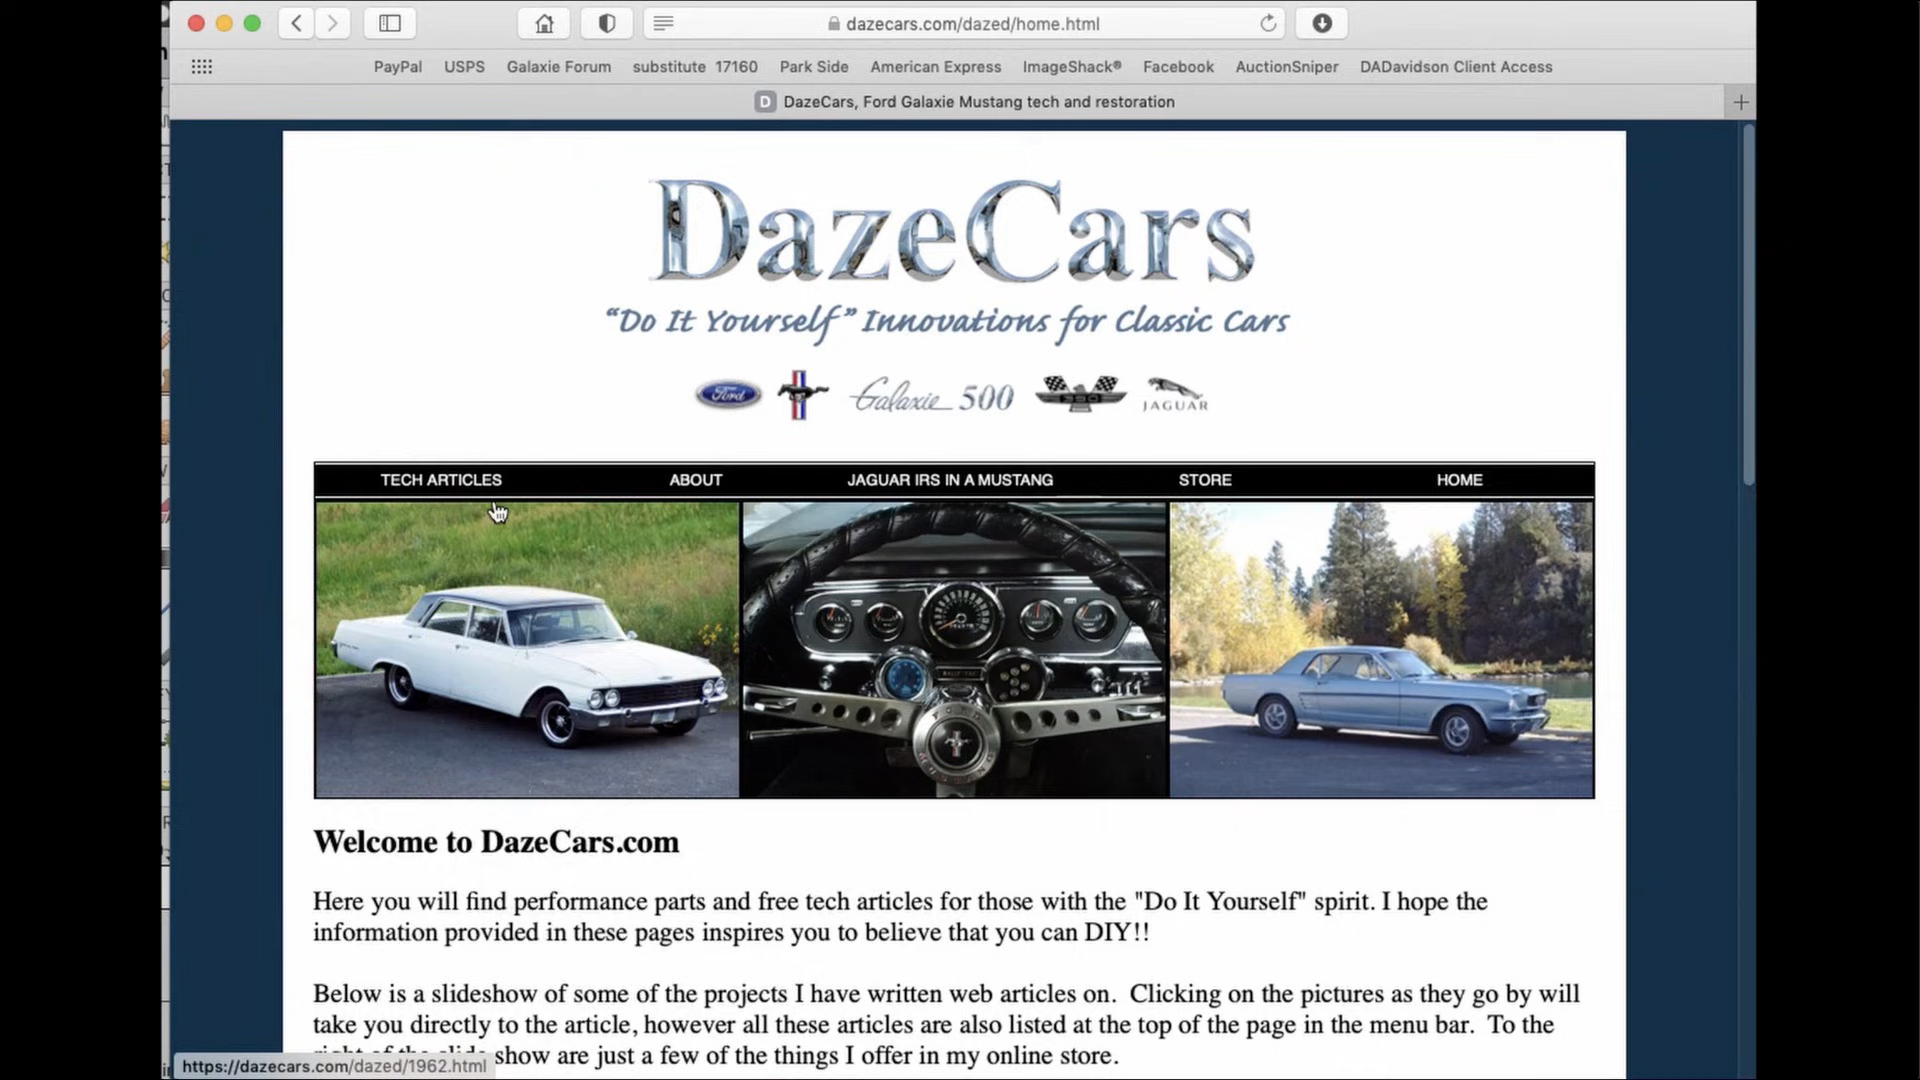 dazecars.com/dazed/home.html
PayPal USPS Galaxie Forum substitute 17160 Park Side American Express ImageShack® Facebook AuctionSniper DADavidson Client Access
D DazeCars, Ford Galaxie Mustang tech and restoration
DazeCars
“Do It Yourself” Innovations for Classic Cars
Ford Galaxie 500 390 JAGUAR
TECH ARTICLES ABOUT JAGUAR IRS IN A MUSTANG STORE HOME
Welcome to DazeCars.com
Here you will find performance parts and free tech articles for those with the "Do It Yourself" spirit. I hope the
information provided in these pages inspires you to believe that you can DIY!!
Below is a slideshow of some of the projects I have written web articles on.  Clicking on the pictures as they go by will
take you directly to the article, however all these articles are also listed at the top of the page in the menu bar.  To the
right of the slide show are just a few of the things I offer in my online store.
https://dazecars.com/dazed/1962.html